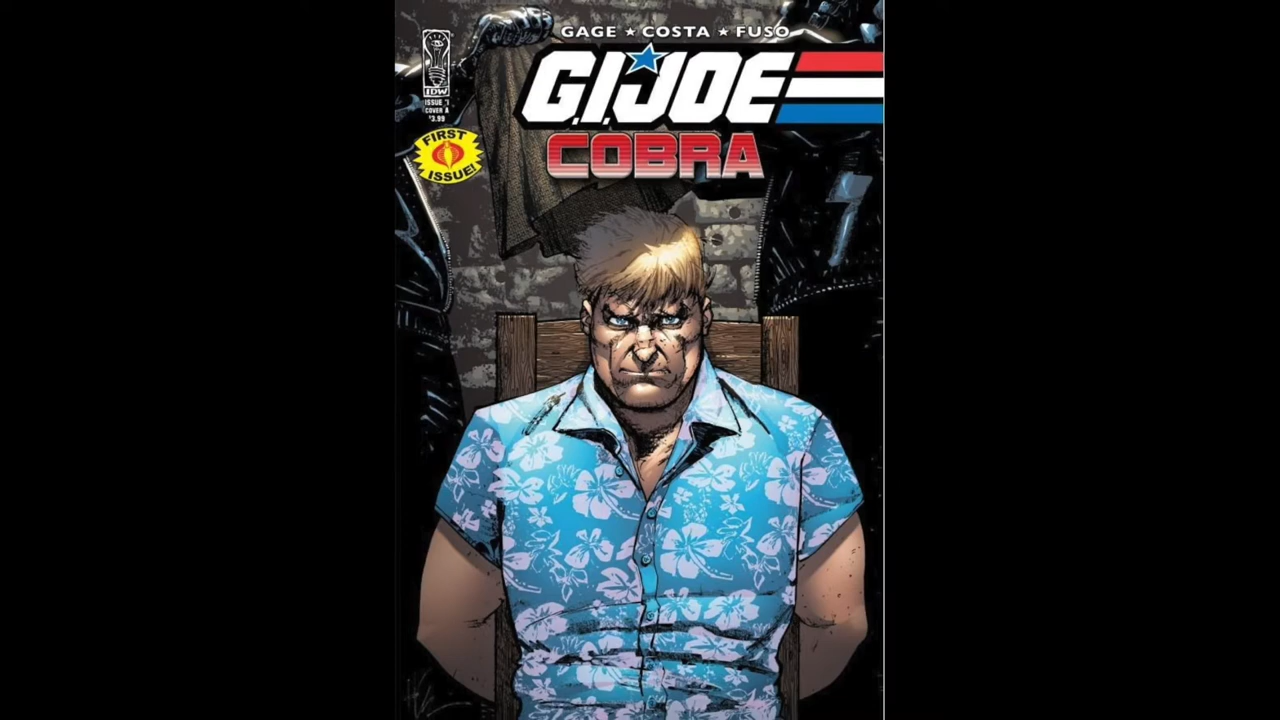 GAGE ★ COSTA ★ FUSO
G.I.JOE
COBRA
IDW
ISSUE #1
COVER A
$3.99
FIRST
ISSUE!